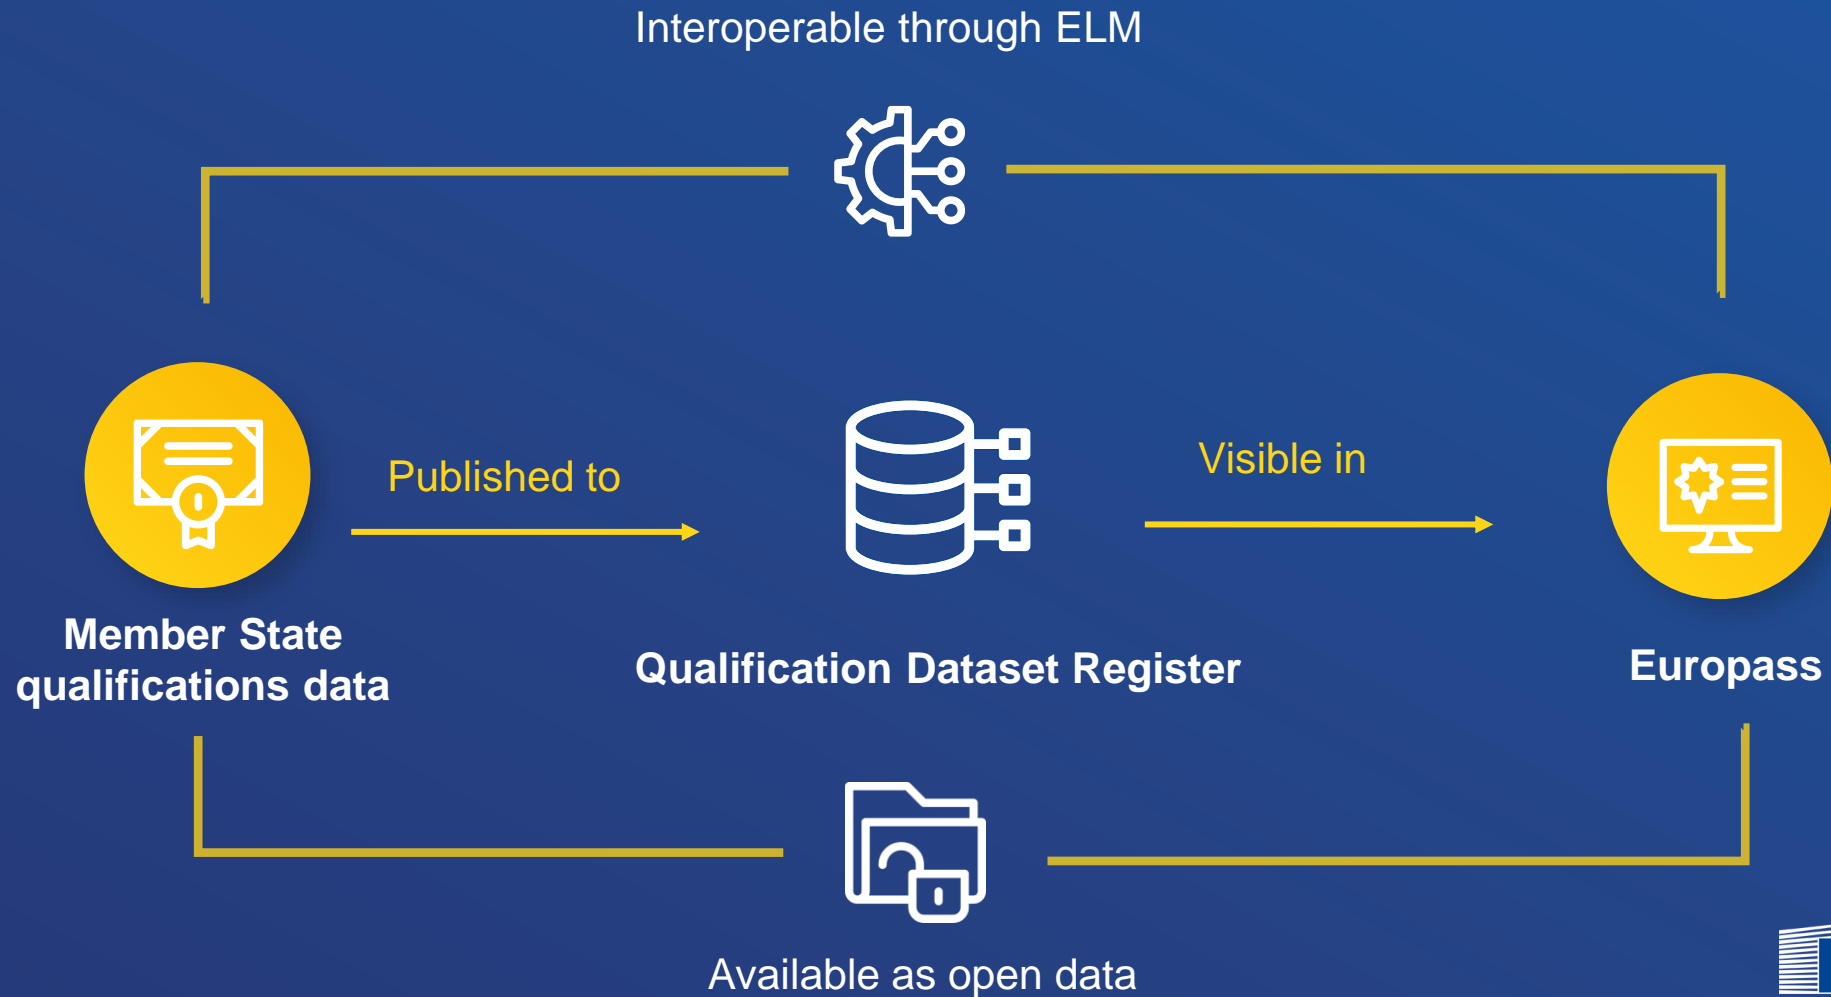 Interoperable through ELM
Published to
Visible in
Member State
qualifications data
Qualification Dataset Register
Europass
Available as open data